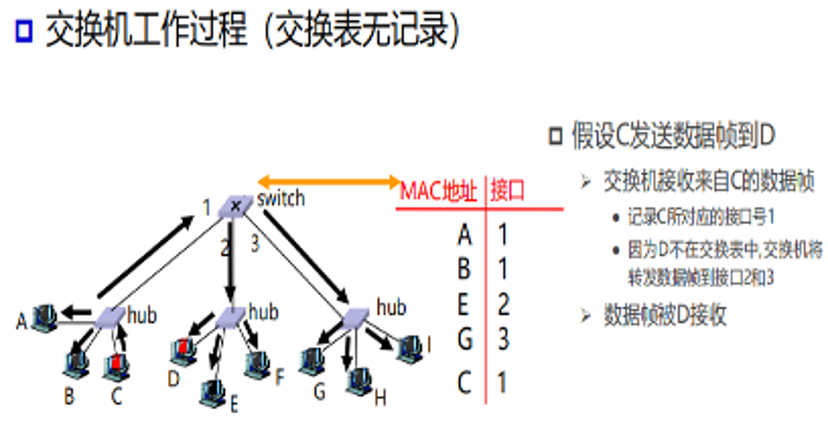 交换机工作过程（交换表无记录）
假设C发送数据帧到D
交换机接收来自C的数据帧
记录C所对应的接口号1
因为D不在交换表中,交换机将
转发数据帧到接口2和3
数据帧被D接收
switch
1
2
3
hub
hub
hub
A
B
C
D
E
F
G
H
I
MAC地址 接口
A 1
B 1
E 2
G 3
C 1